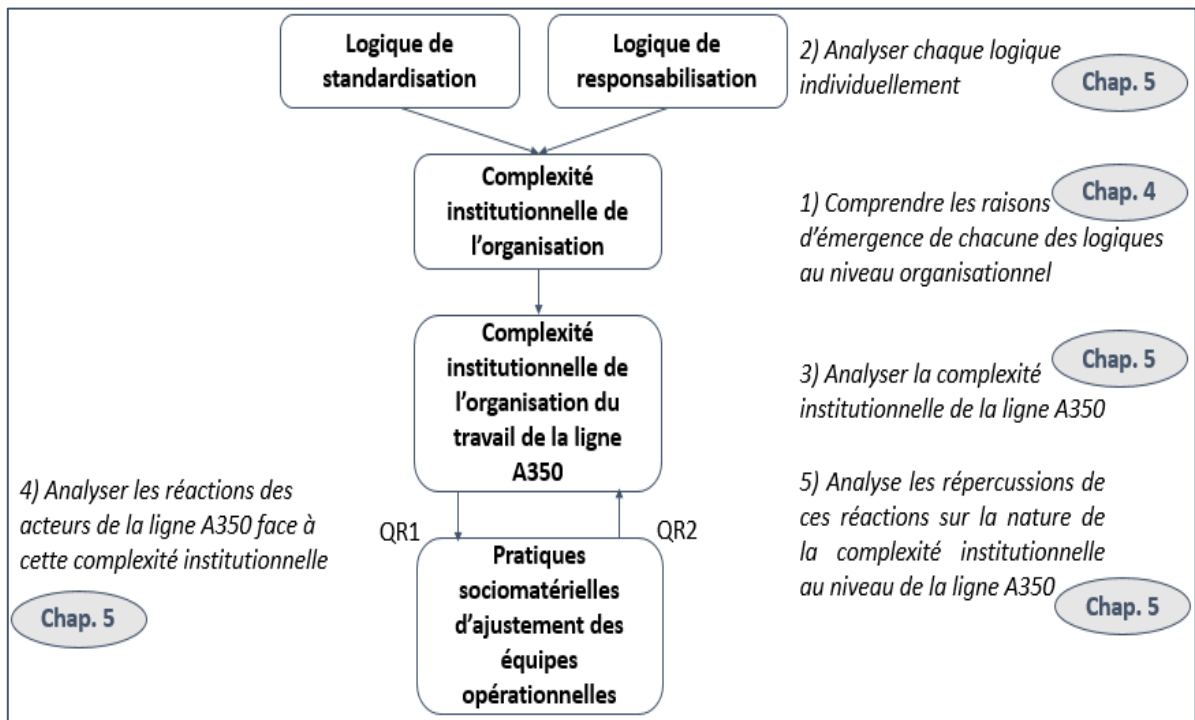 Logique de
standardisation
Logique de
responsabilisation
2) Analyser chaque logique
individuellement
Chap. 5
Complexité
institutionnelle de
l'organisation
Chap. 4
1) Comprendre les raisons
d'émergence de chacune des logiques
au niveau organisationnel
Complexité
institutionnelle de
l'organisation du
travail de la ligne
A350
Chap. 5
3) Analyser la complexité
institutionnelle de la ligne A350
4) Analyser les réactions des
acteurs de la ligne A350 face à
cette complexité institutionnelle
Chap. 5
QR1
QR2
5) Analyse les répercussions de
ces réactions sur la nature de
la complexité institutionnelle
au niveau de la ligne A350
Chap. 5
Pratiques
sociomatérielles
d'ajustement des
équipes
opérationnelles